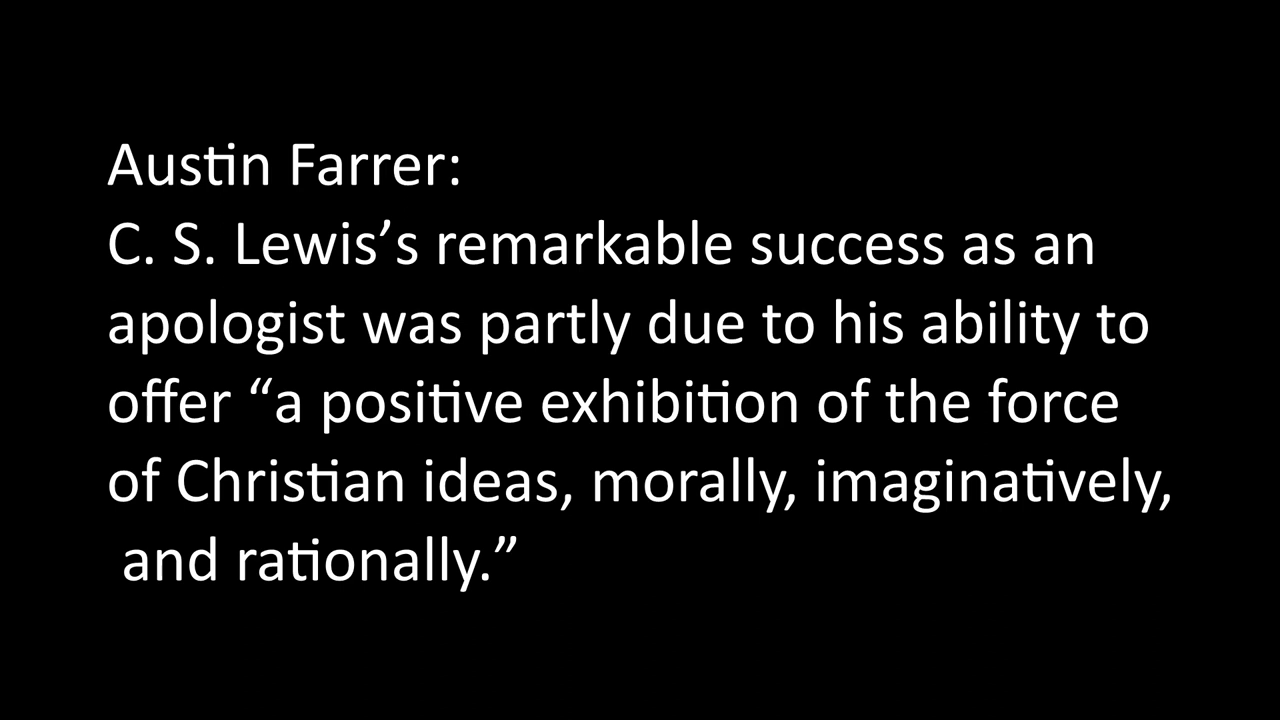 Austin Farrer:
C. S. Lewis’s remarkable success as an
apologist was partly due to his ability to
offer “a positive exhibition of the force
of Christian ideas, morally, imaginatively,
and rationally.”